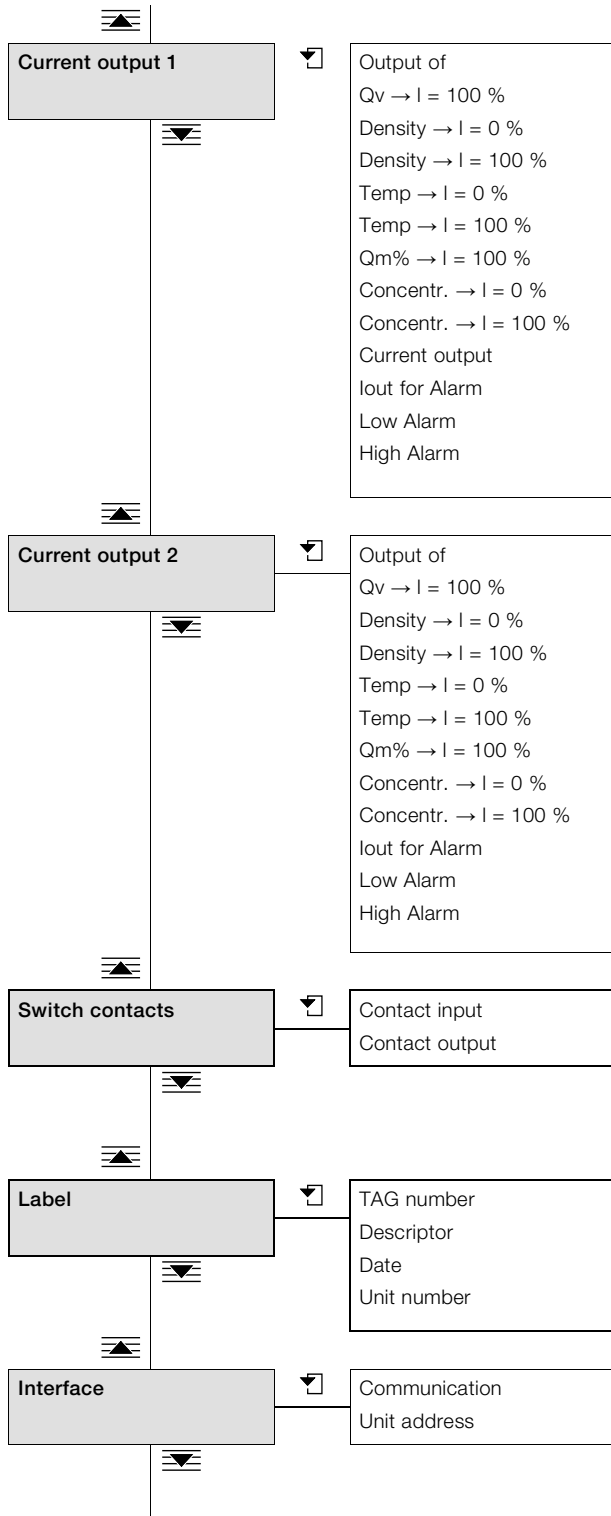 Current output 1
Output of
Qv → I = 100 %
Density → I = 0 %
Density → I = 100 %
Temp → I = 0 %
Temp → I = 100 %
Qm% → I = 100 %
Concentr. → I = 0 %
Concentr. → I = 100 %
Current output
Iout for Alarm
Low Alarm
High Alarm
Current output 2
Output of
Qv → I = 100 %
Density → I = 0 %
Density → I = 100 %
Temp → I = 0 %
Temp → I = 100 %
Qm% → I = 100 %
Concentr. → I = 0 %
Concentr. → I = 100 %
Iout for Alarm
Low Alarm
High Alarm
Switch contacts
Contact input
Contact output
Label
TAG number
Descriptor
Date
Unit number
Interface
Communication
Unit address